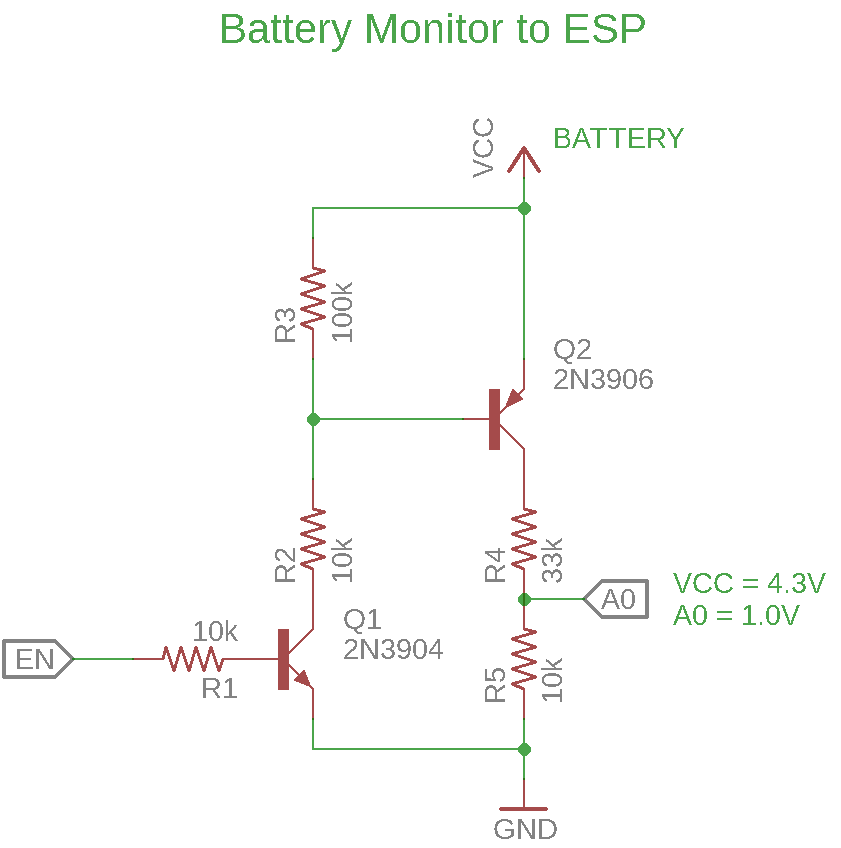 Battery Monitor to ESP
VCC
BATTERY
R3
100k
Q2
2N3906
R2
10k
R4
33k
A0
VCC = 4.3V
A0 = 1.0V
EN
10k
R1
Q1
2N3904
R5
10k
GND